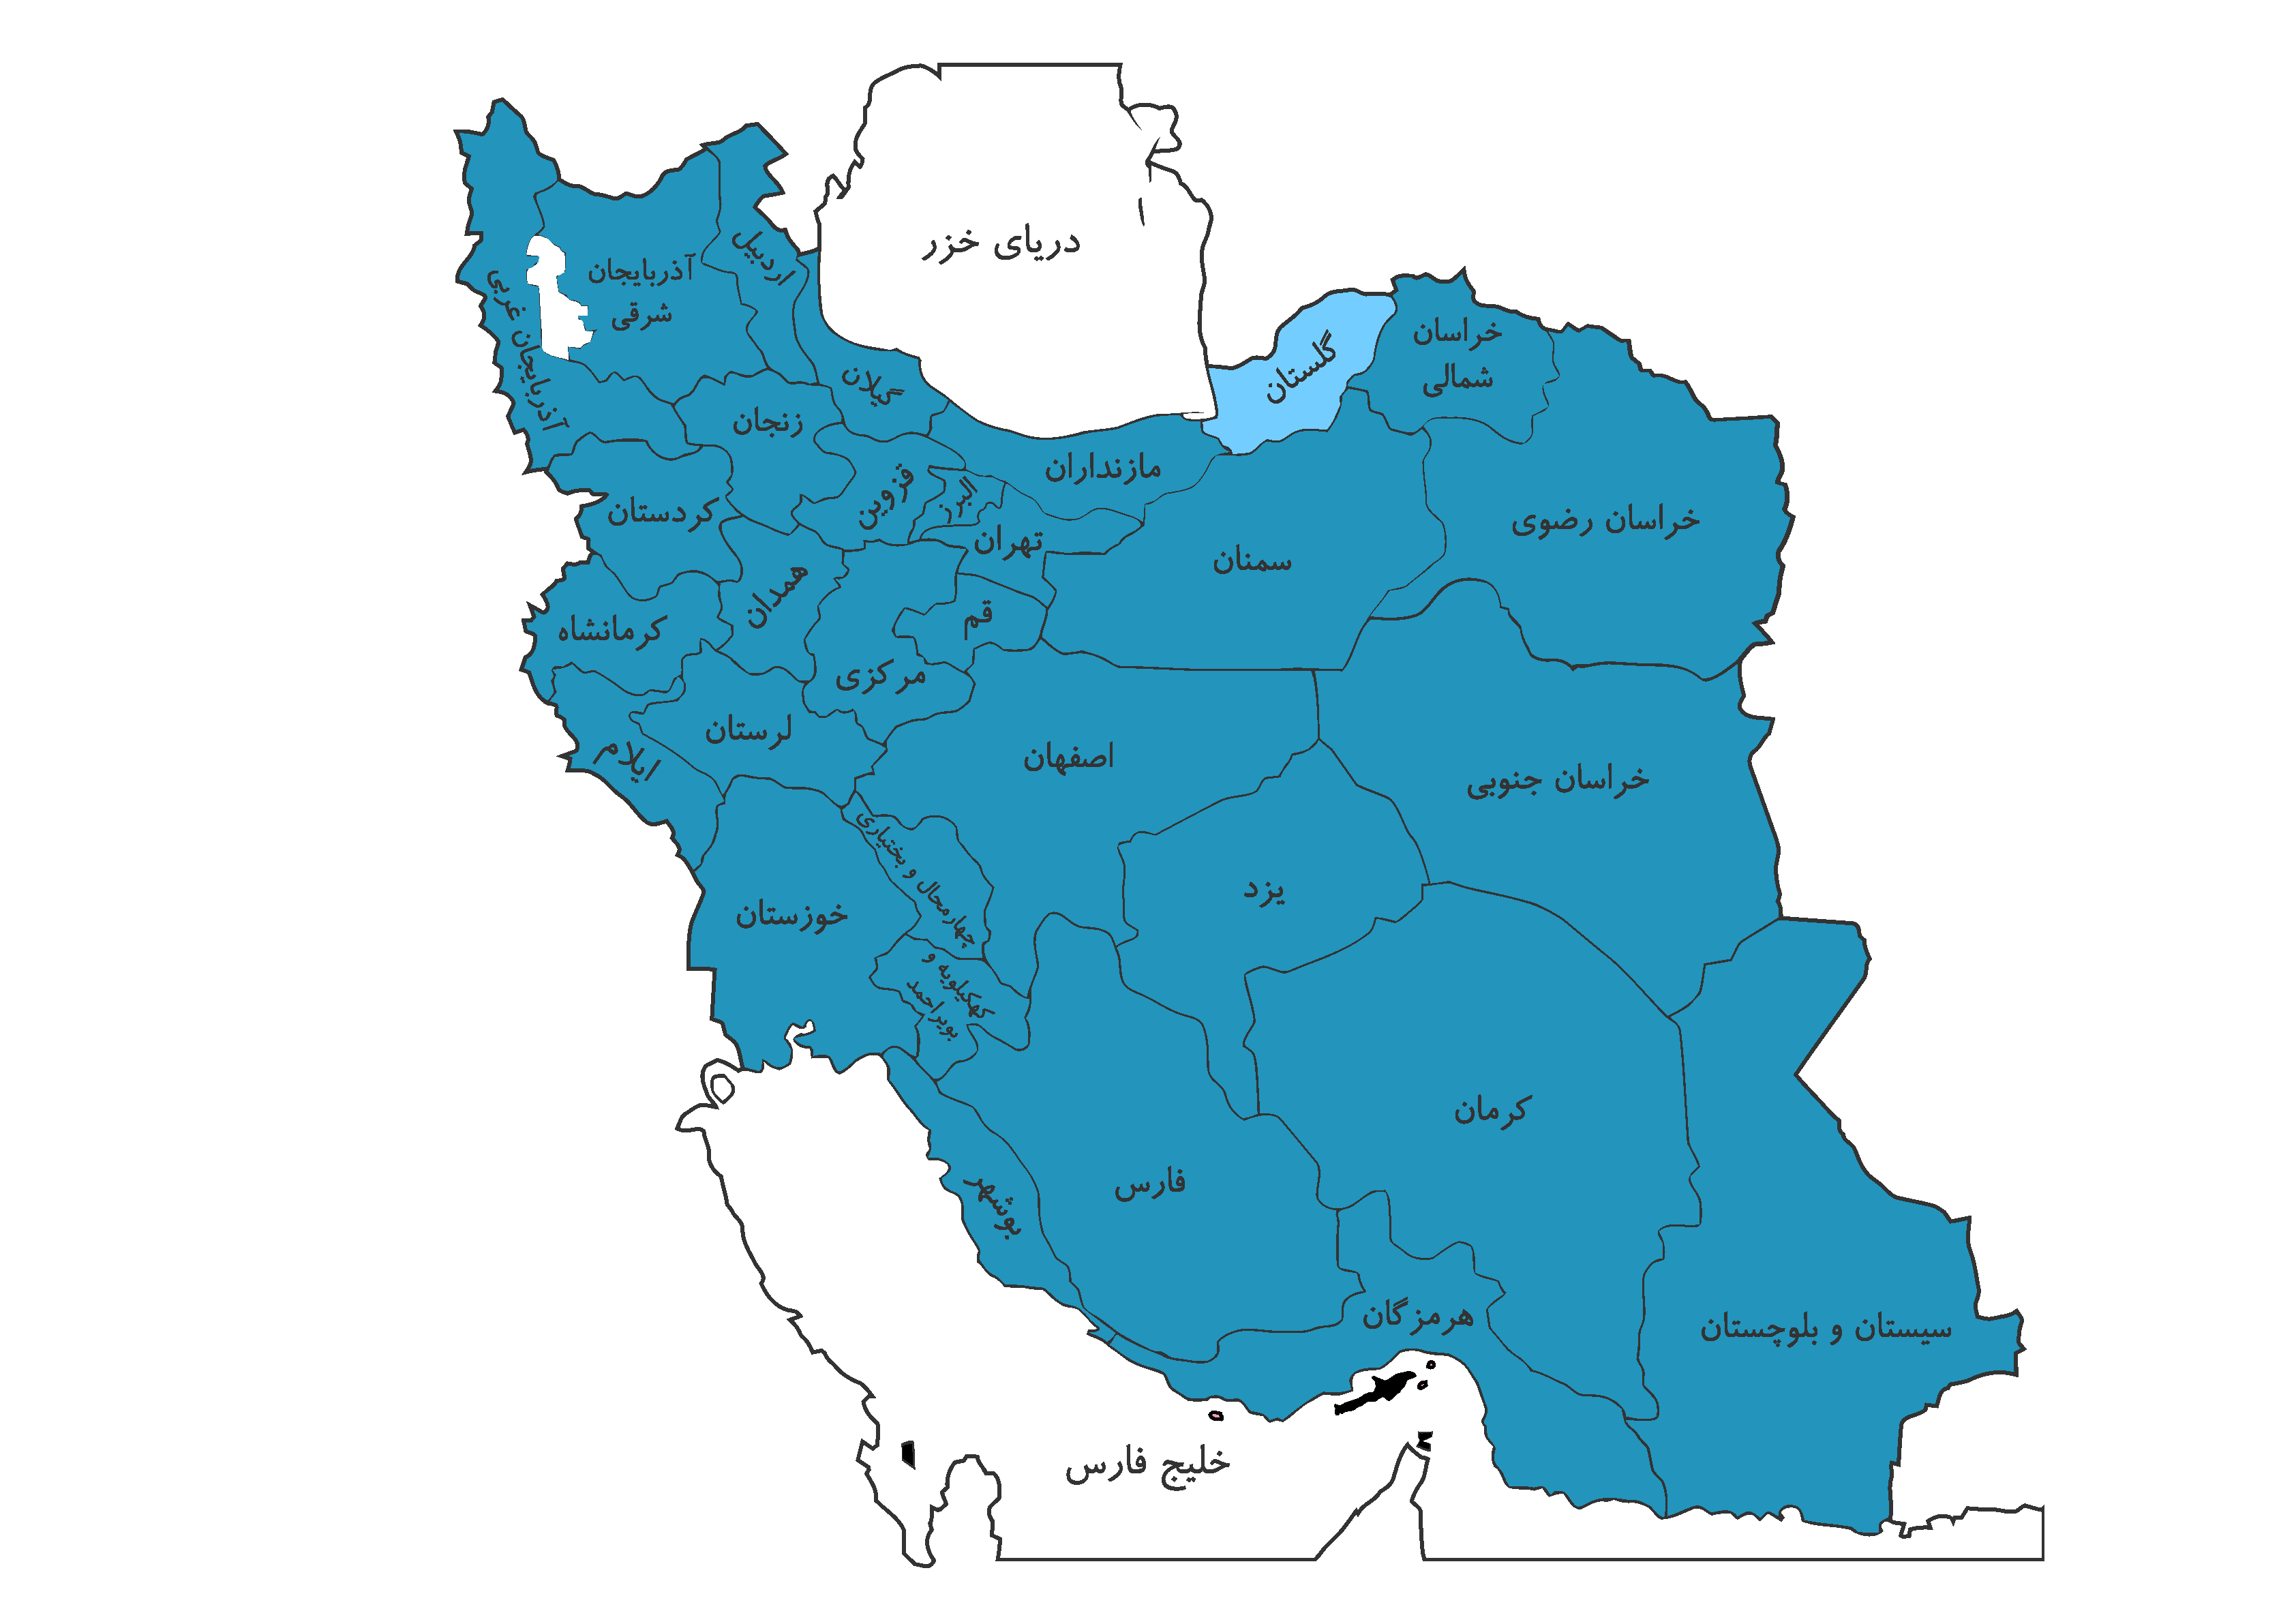 دریای خزر
اردبیل
آذربایجان
شرقی
آذربایجان غربی
گیلان
گلستان
خراسان
شمالی
زنجان
مازنداران
قزوین
البرز
کردستان
تهران
خراسان رضوی
سمنان
همدان
قم
کرمانشاه
مرکزی
لرستان
ایلام
اصفهان
خراسان جنوبی
چهارمحال و بختیاری
یزد
خوزستان
کهکیلویه و
بویراحمد
کرمان
فارس
بوشهر
هرمزگان
سیستان و بلوچستان
خلیج فارس